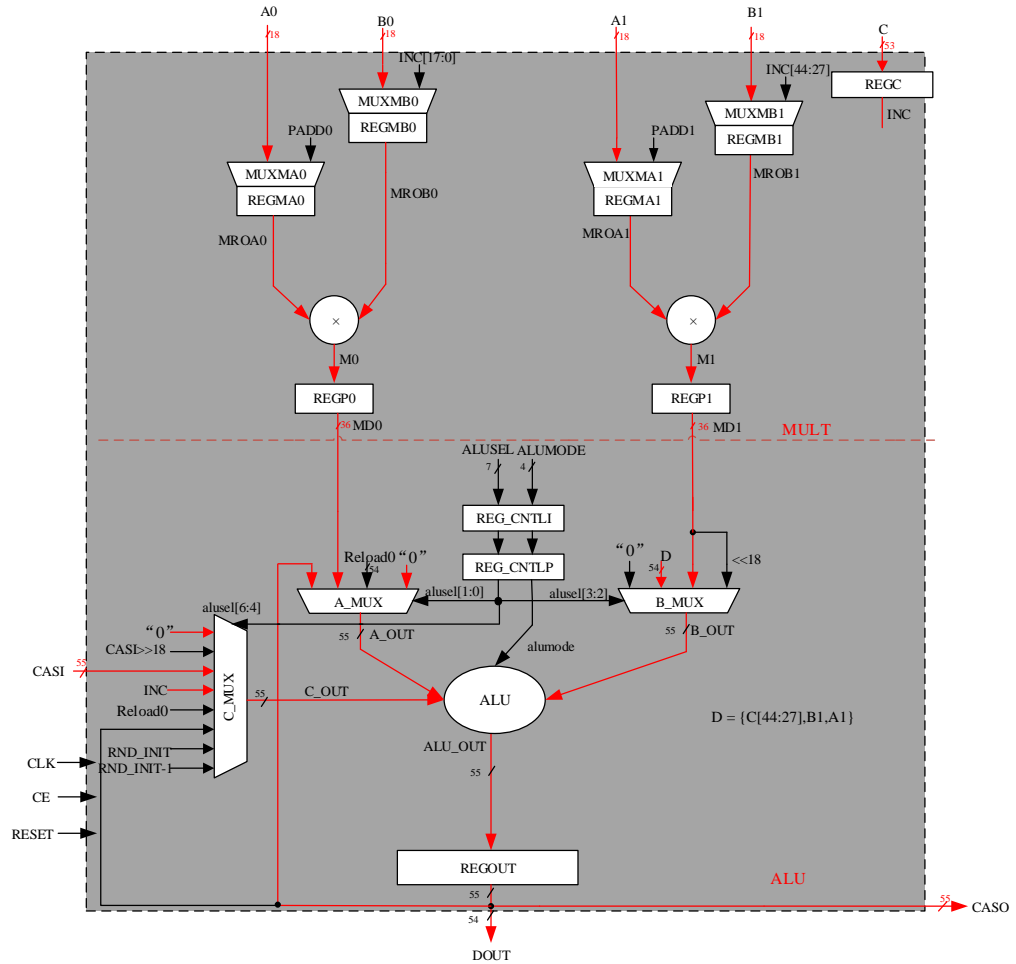 A0
B0
A1
B1
C
18
18
18
18
53
INC[17:0]
INC[44:27]
REGC
INC
MUXMB0
REGMB0
MUXMB1
REGMB1
PADD0
PADD1
MUXMA0
REGMA0
MUXMA1
REGMA1
MROB0
MROB1
MROA0
MROA1
×
×
M0
M1
REGP0
REGP1
36 MD0
36 MD1
MULT
ALUSEL ALUMODE
7
4
REG_CNTLI
REG_CNTLP
Reload0 “0”
54
“0”
D
54
<<18
A_MUX
alusel[1:0]
alusel[3:2]
B_MUX
alusel[6:4]
55
A_OUT
55
B_OUT
alumode
“0”
CASI>>18
CASI
55
INC
Reload0
RND_INIT
RND_INIT-1
C_MUX
55
C_OUT
ALU
D = {C[44:27],B1,A1}
ALU_OUT
55
CLK
CE
RESET
REGOUT
ALU
55
54
55
CASO
DOUT